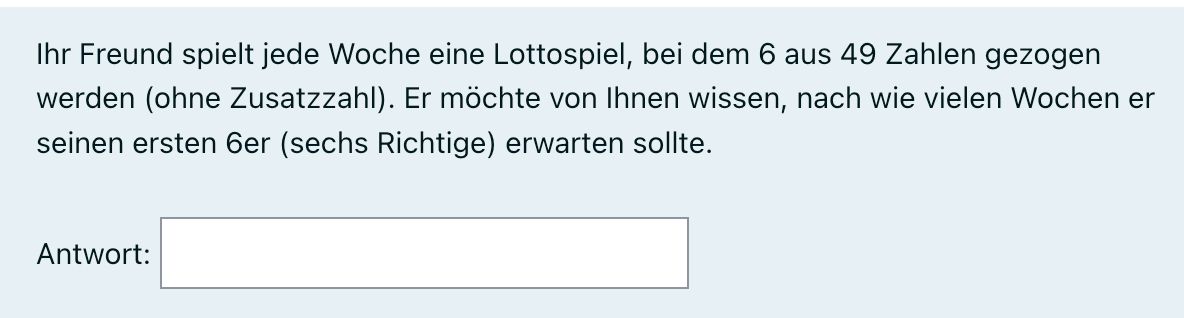 Ihr Freund spielt jede Woche eine Lottospiel, bei dem 6 aus 49 Zahlen gezogen
werden (ohne Zusatzzahl). Er möchte von Ihnen wissen, nach wie vielen Wochen er
seinen ersten 6er (sechs Richtige) erwarten sollte.
Antwort: